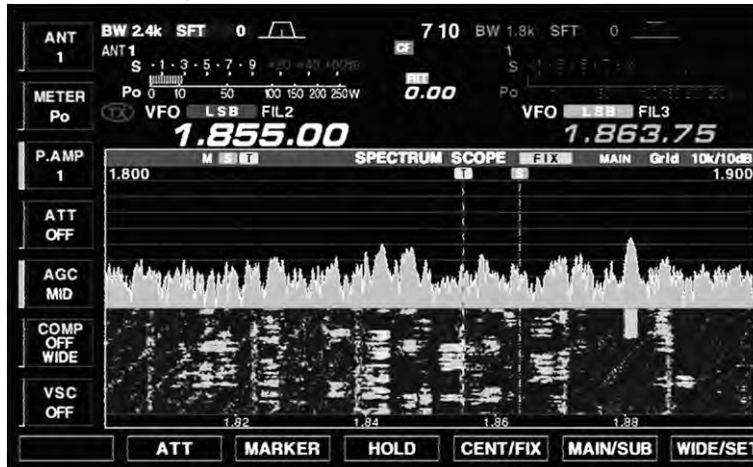 ANT
1
METER
Po
P.AMP
1
ATT
OFF
AGC
MID
COMP
OFF
WIDE
VSC
OFF
BW 2.4k SFT 0
7 10
BW 1.8k SFT 0
ANT 1
CF
1
S 1 3 5 7 9 +20 +40 +60dB
S
Po 0 10 50 100 150 200 250W
RIT
0.00
Po
TX VFO LSB FIL2
VFO LSB FIL3
1.855.00
1.863.75
M S T SPECTRUM SCOPE FIX MAIN Grid 10k/10dB
1.800 T S 1.900
1.82 1.84 1.86 1.88
ATT MARKER HOLD CENT/FIX MAIN/SUB WIDE/SET